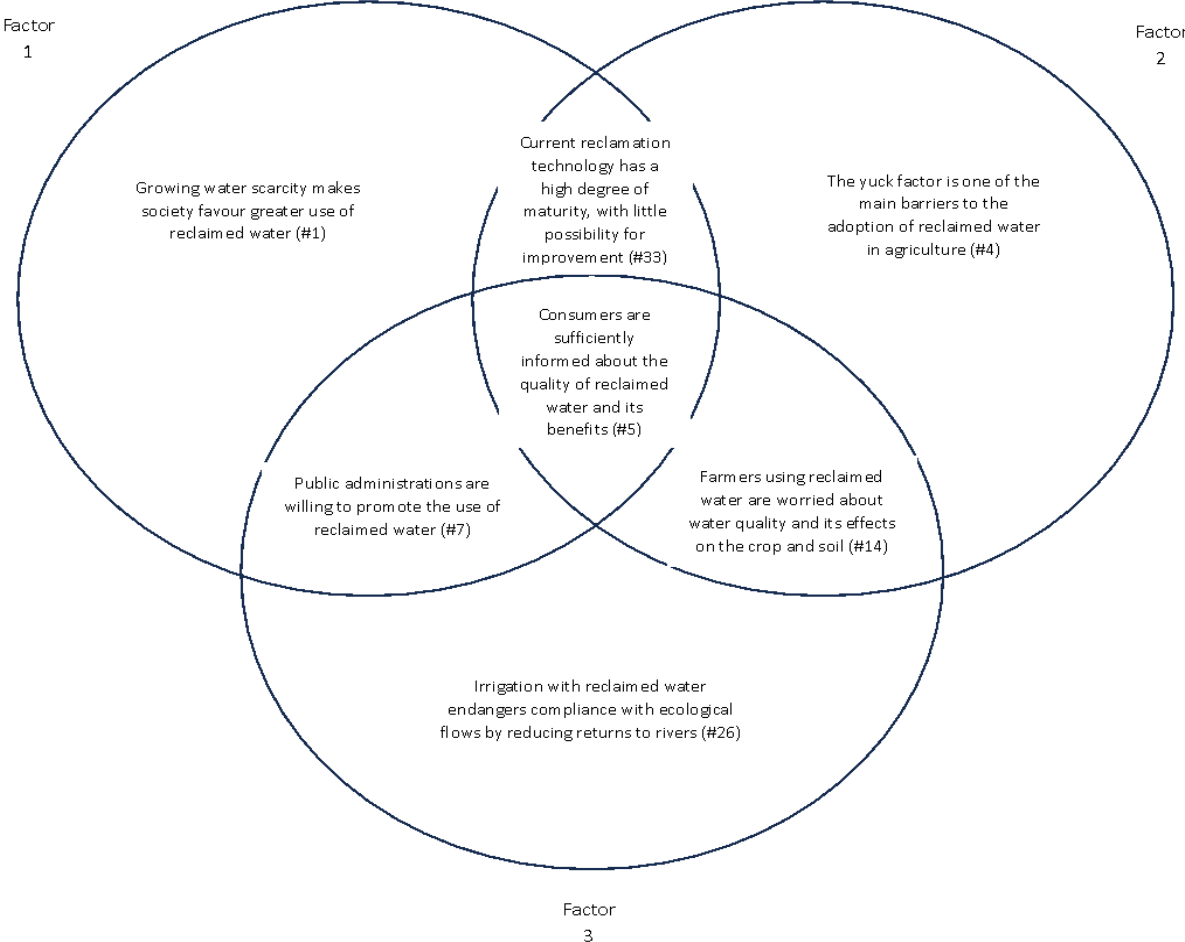 Factor
1
Factor
2
Current reclamation
technology has a
high degree of
maturity, with little
possibility for
improvement (#33)
Growing water scarcity makes
society favour greater use of
reclaimed water (#1)
The yuck factor is one of the
main barriers to the
adoption of reclaimed water
in agriculture (#4)
Consumers are
sufficiently
informed about the
quality of reclaimed
water and its
benefits (#5)
Public administrations are
willing to promote the use of
reclaimed water (#7)
Farmers using reclaimed
water are worried about
water quality and its effects
on the crop and soil (#14)
Irrigation with reclaimed water
endangers compliance with ecological
flows by reducing returns to rivers (#26)
Factor
3